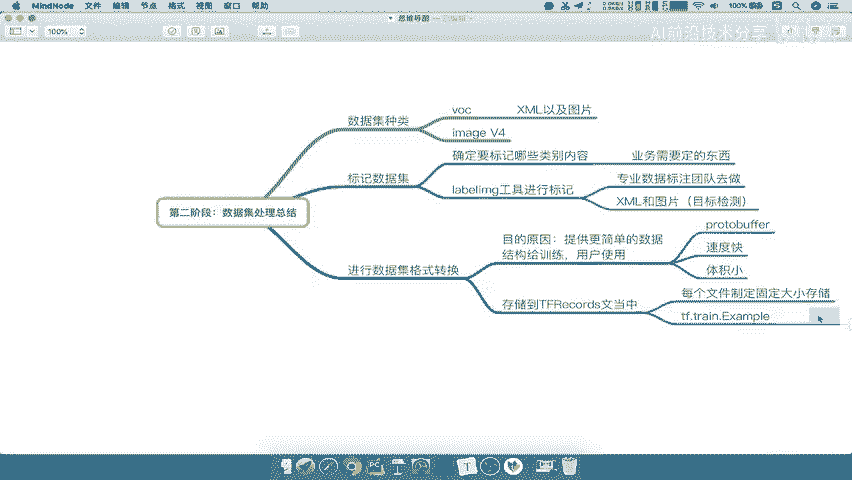 MindNode 文件 编辑 节点 格式 视图 窗口 帮助
100%
思维导图
100%
AI前沿技术分享
第二阶段：数据集处理总结
数据集种类
voc
XML以及图片
image V4
标记数据集
确定要标记哪些类别内容
业务需要定的东西
labelimg工具进行标记
专业数据标注团队去做
XML和图片（目标检测）
进行数据集格式转换
目的原因：提供更简单的数据
结构给训练，用户使用
protobuffer
速度快
体积小
存储到TFRecords文当中
每个文件制定固定大小存储
tf.train.Example